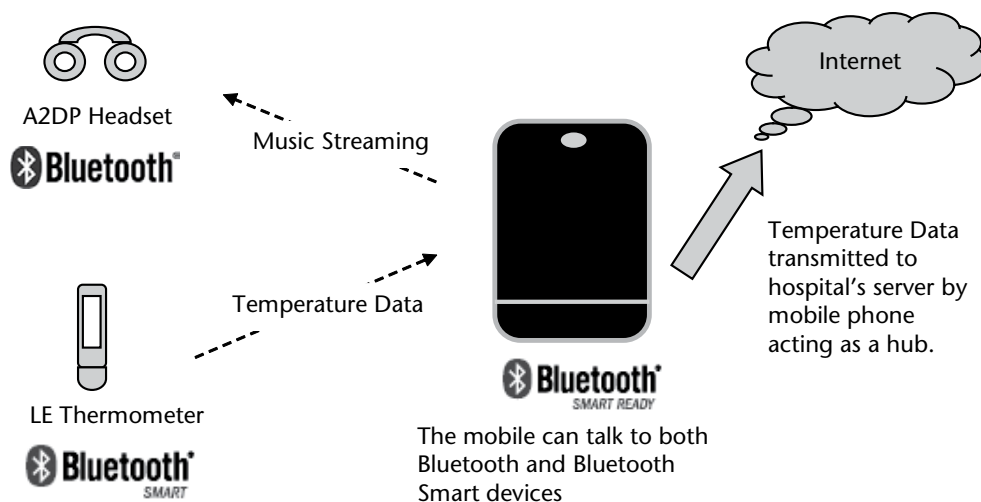 Internet
A2DP Headset
Bluetooth
Music Streaming
Temperature Data
transmitted to
hospital's server by
mobile phone
acting as a hub.
Temperature Data
LE Thermometer
Bluetooth
SMART
Bluetooth
SMART READY
The mobile can talk to both
Bluetooth and Bluetooth
Smart devices